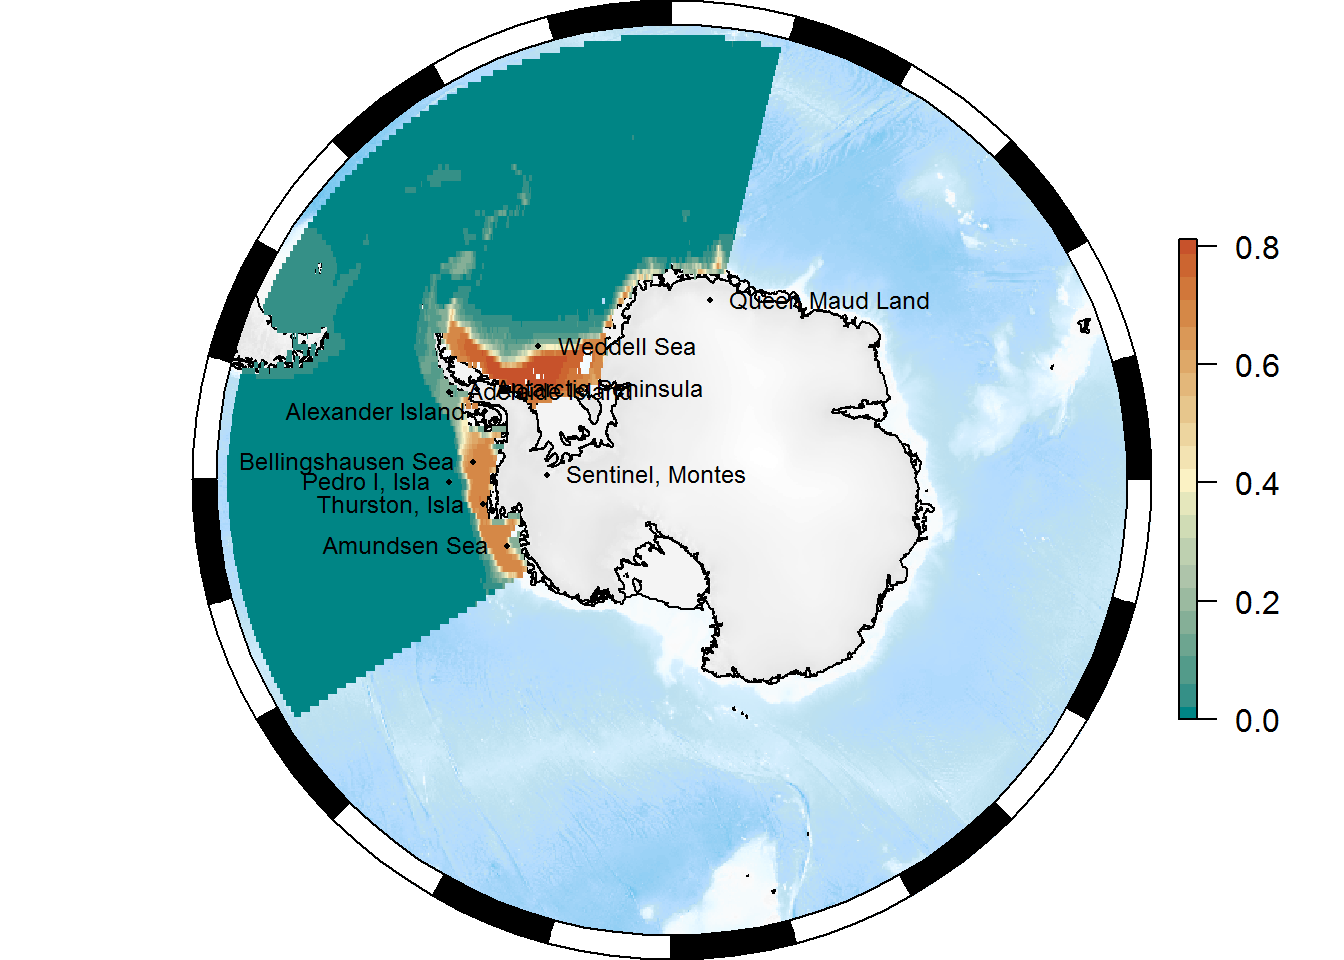 Queen Maud Land
Weddell Sea
Antarctic Peninsula
Adelaide Island
Alexander Island
Bellingshausen Sea
Pedro I, Isla
Sentinel, Montes
Thurston, Isla
Amundsen Sea
0.8
0.6
0.4
0.2
0.0